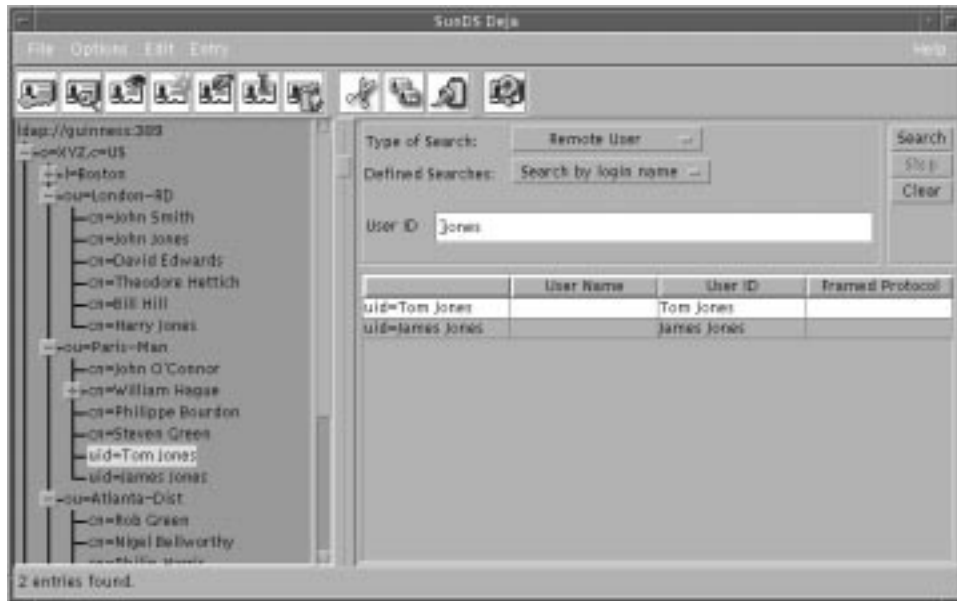 SunDS Deja
File Options Edit Entry Help
ldap://guinness:389
o=XYZ,c=US
l=Boston
ou=London-RD
cn=John Smith
cn=John Jones
cn=David Edwards
cn=Theodore Hettich
cn=Bill Hill
cn=Harry Jones
ou=Paris-Man
cn=John O'Connor
cn=William Hague
cn=Philippe Bourdon
cn=Steven Green
uid=Tom Jones
uid=James Jones
ou=Atlanta-Dist
cn=Rob Green
cn=Nigel Bellworthy
cn=Philip Harris
Type of Search: Remote User
Defined Searches: Search by login name
User ID Jones
Search
Stop
Clear
User Name User ID Framed Protocol
uid=Tom Jones Tom Jones
uid=James Jones James Jones
2 entries found.